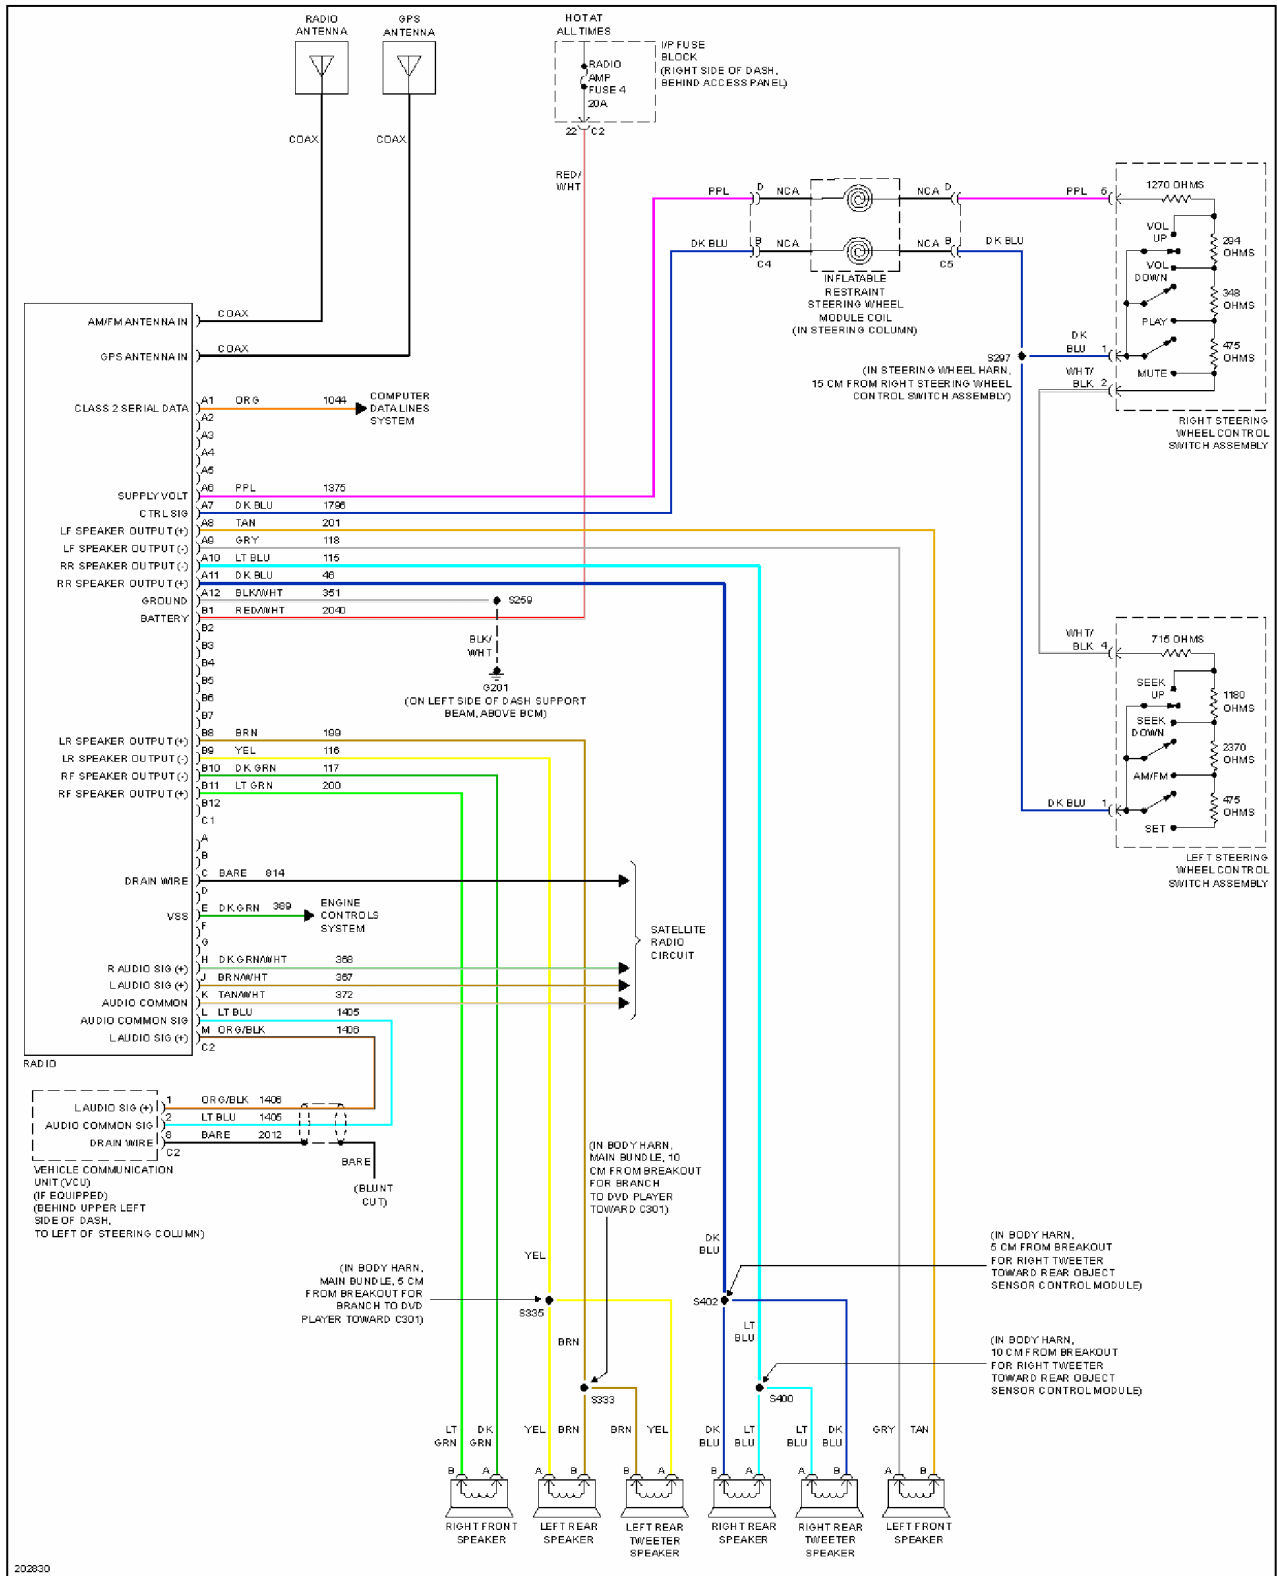 RADIO
ANTENNA
GPS
ANTENNA
HOT AT
ALL TIMES
I/P FUSE
BLOCK
(RIGHT SIDE OF DASH,
BEHIND ACCESS PANEL)
RADIO
AMP
FUSE 4
20A
22 C2
COAX
COAX
RED/
WHT
PPL D NCA
NCA D PPL 6
DK BLU B NCA
NCA B DK BLU
C4
C5
INFLATABLE
RESTRAINT
STEERING WHEEL
MODULE COIL
(IN STEERING COLUMN)
1270 OHMS
VOL
UP
294
OHMS
VOL
DOWN
348
OHMS
PLAY
475
OHMS
MUTE
DK
BLU 1
WHT/
BLK 2
S297
(IN STEERING WHEEL HARN,
15 CM FROM RIGHT STEERING WHEEL
CONTROL SWITCH ASSEMBLY)
RIGHT STEERING
WHEEL CONTROL
SWITCH ASSEMBLY
AM/FM ANTENNA IN COAX
GPS ANTENNA IN COAX
CLASS 2 SERIAL DATA A1 ORG 1044
COMPUTER
DATA LINES
SYSTEM
A2
A3
A4
A5
SUPPLY VOLT A6 PPL 1375
CTRL SIG A7 DK BLU 1796
LF SPEAKER OUTPUT (+) A8 TAN 201
LF SPEAKER OUTPUT (-) A9 GRY 118
RR SPEAKER OUTPUT (-) A10 LT BLU 115
RR SPEAKER OUTPUT (+) A11 DK BLU 46
GROUND A12 BLK/WHT 351
S259
BATTERY B1 RED/WHT 2040
B2
B3
B4
B5
B6
B7
BLK/
WHT
G201
(ON LEFT SIDE OF DASH SUPPORT
BEAM, ABOVE BCM)
LR SPEAKER OUTPUT (+) B8 BRN 199
LR SPEAKER OUTPUT (-) B9 YEL 116
RF SPEAKER OUTPUT (-) B10 DK GRN 117
RF SPEAKER OUTPUT (+) B11 LT GRN 200
B12
C1
WHT/
BLK 4
715 OHMS
SEEK
UP
1180
OHMS
SEEK
DOWN
2370
OHMS
AM/FM
475
OHMS
SET
DK BLU 1
LEFT STEERING
WHEEL CONTROL
SWITCH ASSEMBLY
A
B
DRAIN WIRE C BARE 814
D
VSS E DK GRN 389
ENGINE
CONTROLS
SYSTEM
F
G
R AUDIO SIG (+) H DK GRN/WHT 368
L AUDIO SIG (+) J BRN/WHT 367
AUDIO COMMON K TAN/WHT 372
AUDIO COMMON SIG L LT BLU 1405
L AUDIO SIG (+) M ORG/BLK 1406
C2
SATELLITE
RADIO
CIRCUIT
RADIO
L AUDIO SIG (+) 1 ORG/BLK 1406
AUDIO COMMON SIG 2 LT BLU 1405
DRAIN WIRE 8 BARE 2012
C2
BARE
(BLUNT
CUT)
VEHICLE COMMUNICATION
UNIT (VCU)
(IF EQUIPPED)
(BEHIND UPPER LEFT
SIDE OF DASH,
TO LEFT OF STEERING COLUMN)
(IN BODY HARN,
MAIN BUNDLE, 10
CM FROM BREAKOUT
FOR BRANCH
TO DVD PLAYER
TOWARD C301)
YEL
DK
BLU
(IN BODY HARN,
5 CM FROM BREAKOUT
FOR RIGHT TWEETER
TOWARD REAR OBJECT
SENSOR CONTROL MODULE)
(IN BODY HARN,
MAIN BUNDLE, 5 CM
FROM BREAKOUT FOR
BRANCH TO DVD
PLAYER TOWARD C301)
S335
S402
BRN
LT
BLU
(IN BODY HARN,
10 CM FROM BREAKOUT
FOR RIGHT TWEETER
TOWARD REAR OBJECT
SENSOR CONTROL MODULE)
S333
S400
LT
GRN
DK
GRN
YEL
BRN
BRN
YEL
DK
BLU
LT
BLU
LT
BLU
DK
BLU
GRY
TAN
B A A B B A B A A B A B
RIGHT FRONT
SPEAKER
LEFT REAR
SPEAKER
LEFT REAR
TWEETER
SPEAKER
RIGHT REAR
SPEAKER
RIGHT REAR
TWEETER
SPEAKER
LEFT FRONT
SPEAKER
202830